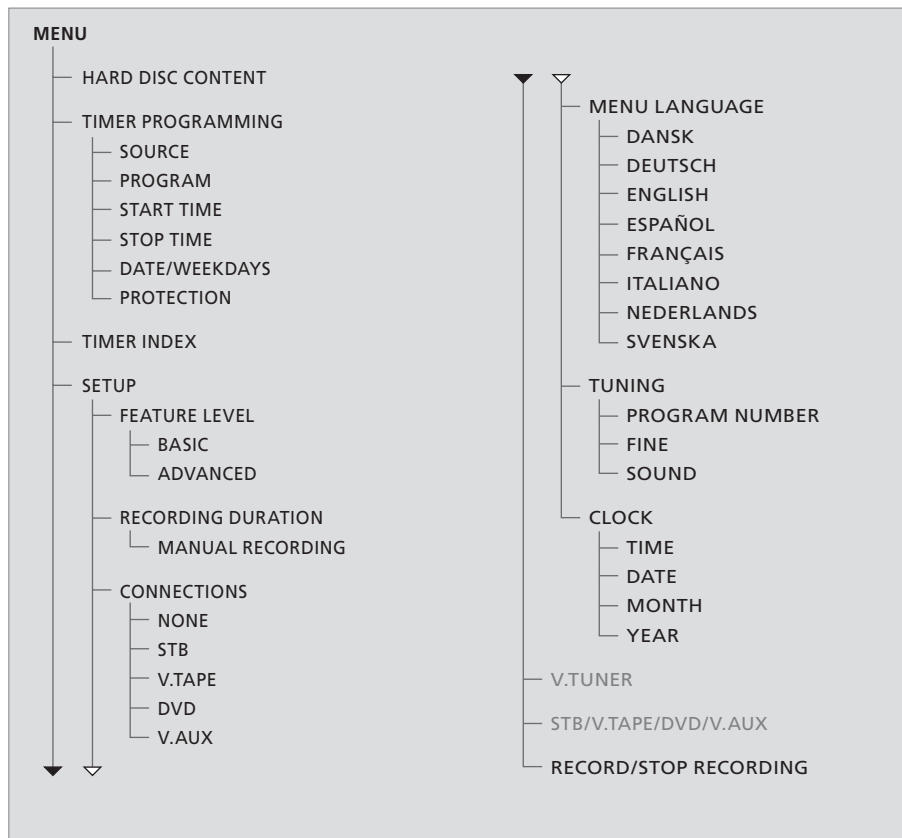 MENU
HARD DISC CONTENT
TIMER PROGRAMMING
SOURCE
PROGRAM
START TIME
STOP TIME
DATE/WEEKDAYS
PROTECTION
TIMER INDEX
SETUP
FEATURE LEVEL
BASIC
ADVANCED
RECORDING DURATION
MANUAL RECORDING
CONNECTIONS
NONE
STB
V.TAPE
DVD
V.AUX
MENU LANGUAGE
DANSK
DEUTSCH
ENGLISH
ESPAÑOL
FRANÇAIS
ITALIANO
NEDERLANDS
SVENSKA
TUNING
PROGRAM NUMBER
FINE
SOUND
CLOCK
TIME
DATE
MONTH
YEAR
V.TUNER
STB/V.TAPE/DVD/V.AUX
RECORD/STOP RECORDING